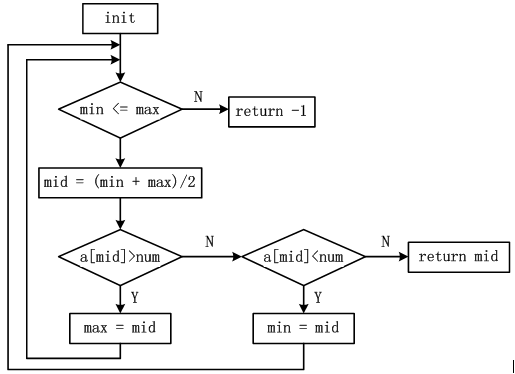 init
min <= max
N
return -1
mid = (min + max)/2
a[mid]>num
N
a[mid]<num
N
return mid
Y
Y
max = mid
min = mid